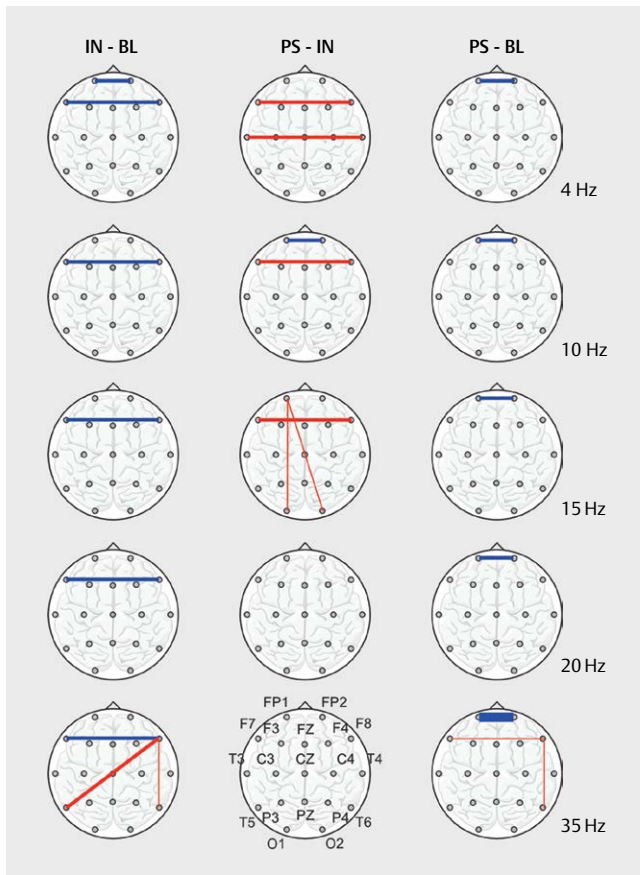 IN - BL PS - IN PS - BL
4 Hz
10 Hz
15 Hz
20 Hz
FP1 FP2
F7 F3 FZ F4 F8
T3 C3 CZ C4 T4
T5 P3 PZ P4 T6
O1 O2
35 Hz